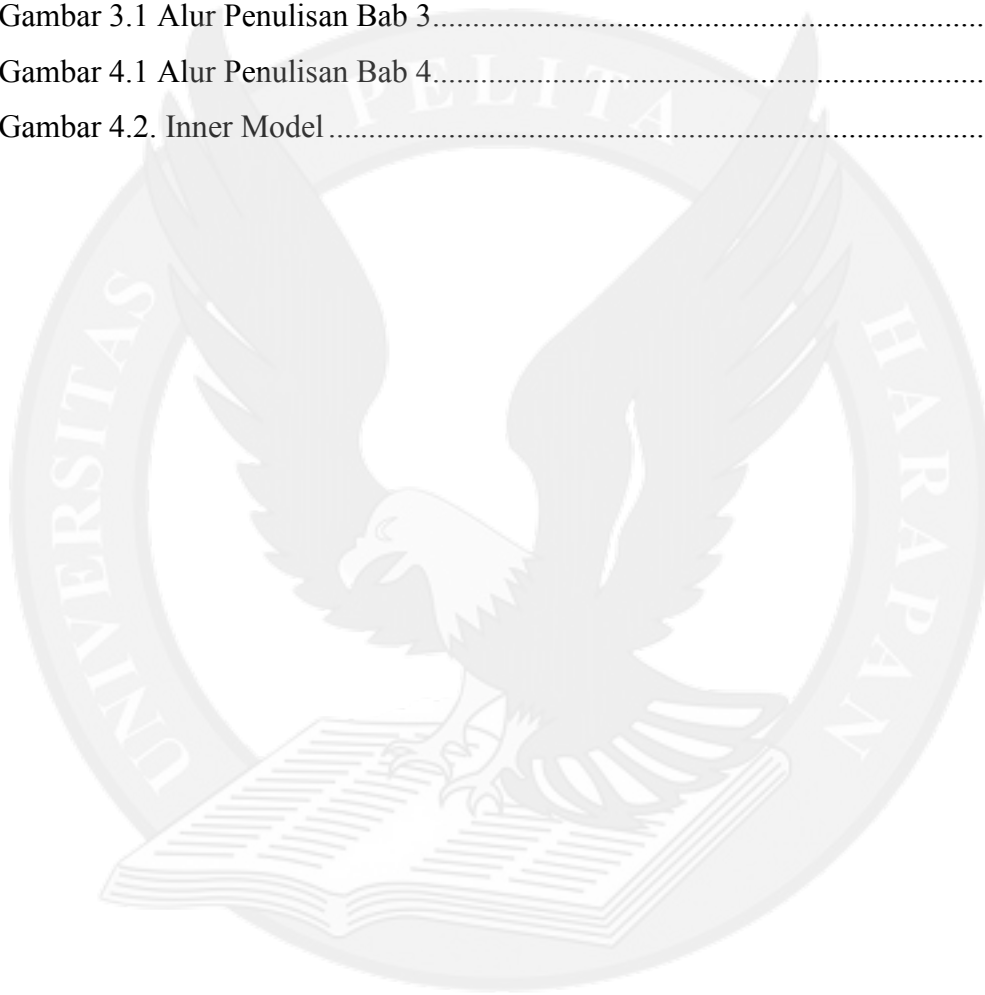 Gambar 3.1 Alur Penulisan Bab 3.....................................................................
Gambar 4.1 Alur Penulisan Bab 4.....................................................................
Gambar 4.2. Inner Model..................................................................................
UNIVERSITAS PELITA HARAPAN